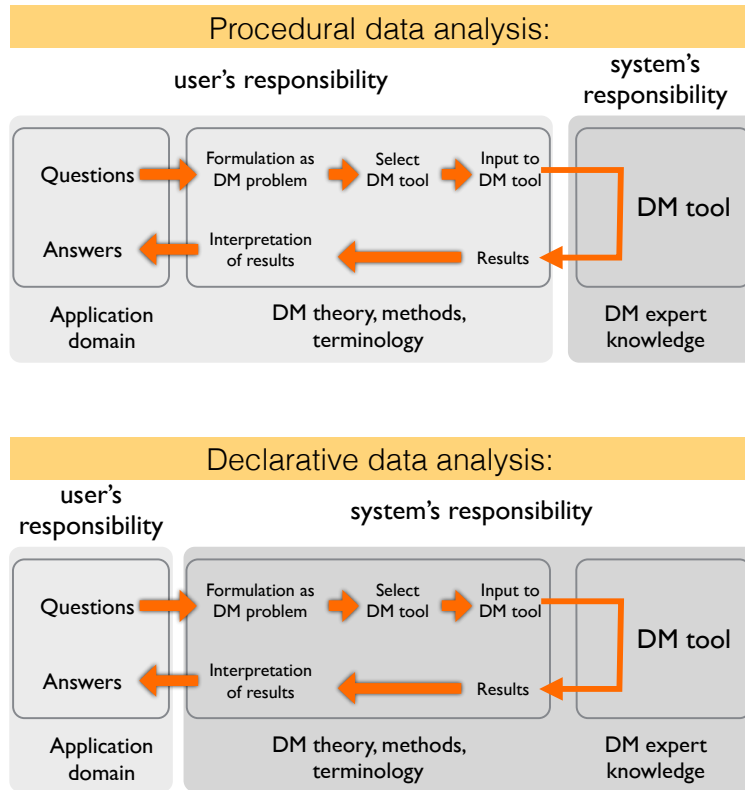 Procedural data analysis:
user's responsibility
system's
responsibility
Questions
Formulation as
DM problem
Select
DM tool
Input to
DM tool
DM tool
Answers
Interpretation
of results
Results
Application
domain
DM theory, methods,
terminology
DM expert
knowledge
Declarative data analysis:
user's
responsibility
system's responsibility
Questions
Formulation as
DM problem
Select
DM tool
Input to
DM tool
DM tool
Answers
Interpretation
of results
Results
Application
domain
DM theory, methods,
terminology
DM expert
knowledge